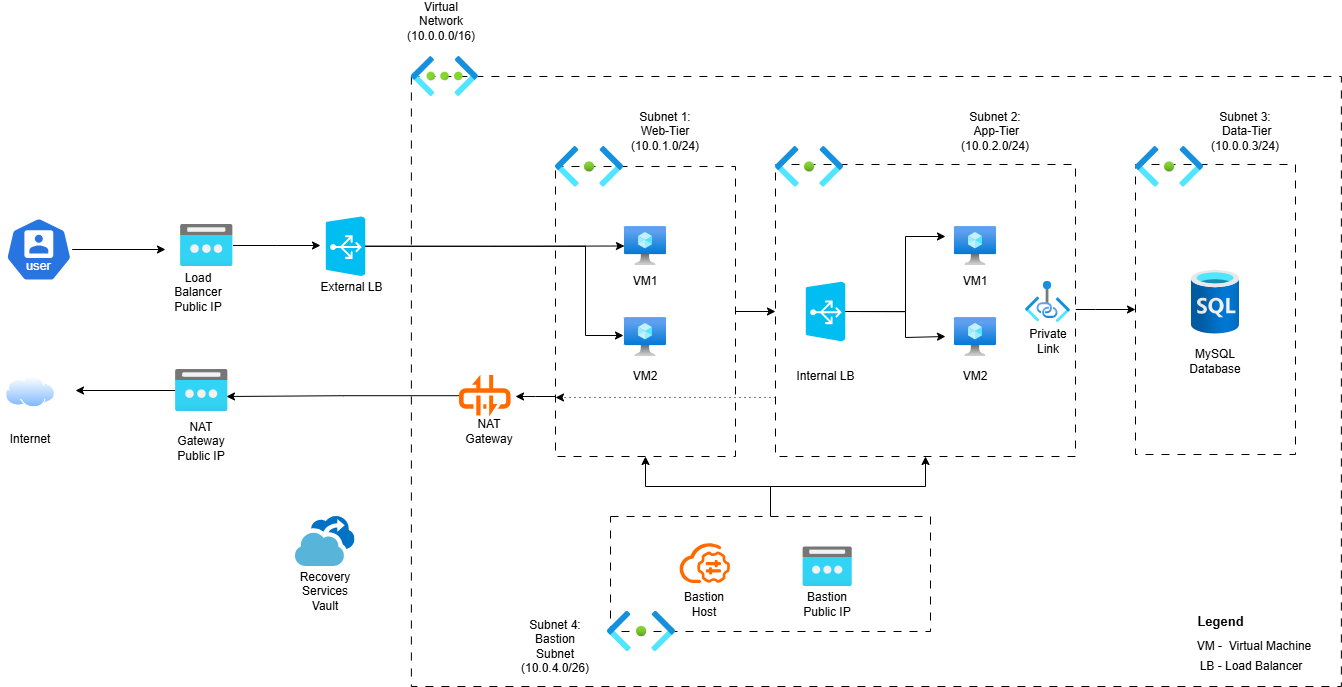 Virtual
Network
(10.0.0.0/16)
Subnet 1:
Web-Tier
(10.0.1.0/24)
Subnet 2:
App-Tier
(10.0.2.0/24)
Subnet 3:
Data-Tier
(10.0.0.3/24)
user
Load
Balancer
Public IP
External LB
VM1
VM2
Internal LB
VM1
VM2
Private
Link
SQL
MySQL
Database
Internet
NAT
Gateway
Public IP
NAT
Gateway
Recovery
Services
Vault
Bastion
Host
Bastion
Public IP
Subnet 4:
Bastion
Subnet
(10.0.4.0/26)
Legend
VM - Virtual Machine
LB - Load Balancer